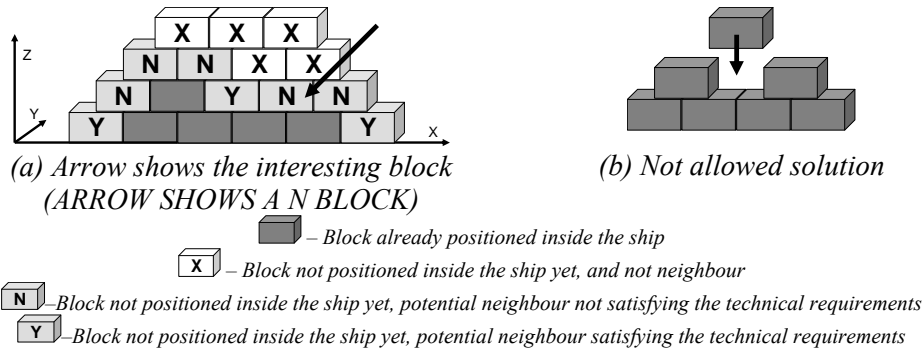 Z
X X X
N N X X
Y
N Y N N
Y Y
X
(a) Arrow shows the interesting block
(ARROW SHOWS A N BLOCK)
(b) Not allowed solution
– Block already positioned inside the ship
X – Block not positioned inside the ship yet, and not neighbour
N –Block not positioned inside the ship yet, potential neighbour not satisfying the technical requirements
Y –Block not positioned inside the ship yet, potential neighbour satisfying the technical requirements